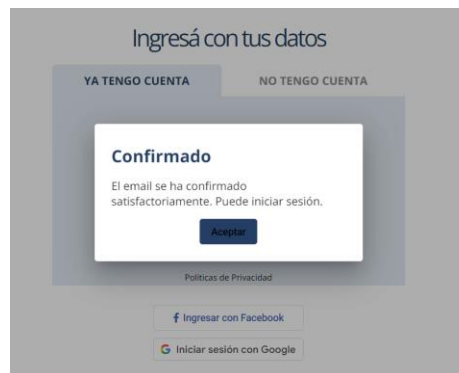 Ingresá con tus datos
YA TENGO CUENTA
NO TENGO CUENTA
Confirmado
El email se ha confirmado
satisfactoriamente. Puede iniciar sesión.
Aceptar
Políticas de Privacidad
Ingresar con Facebook
Iniciar sesión con Google